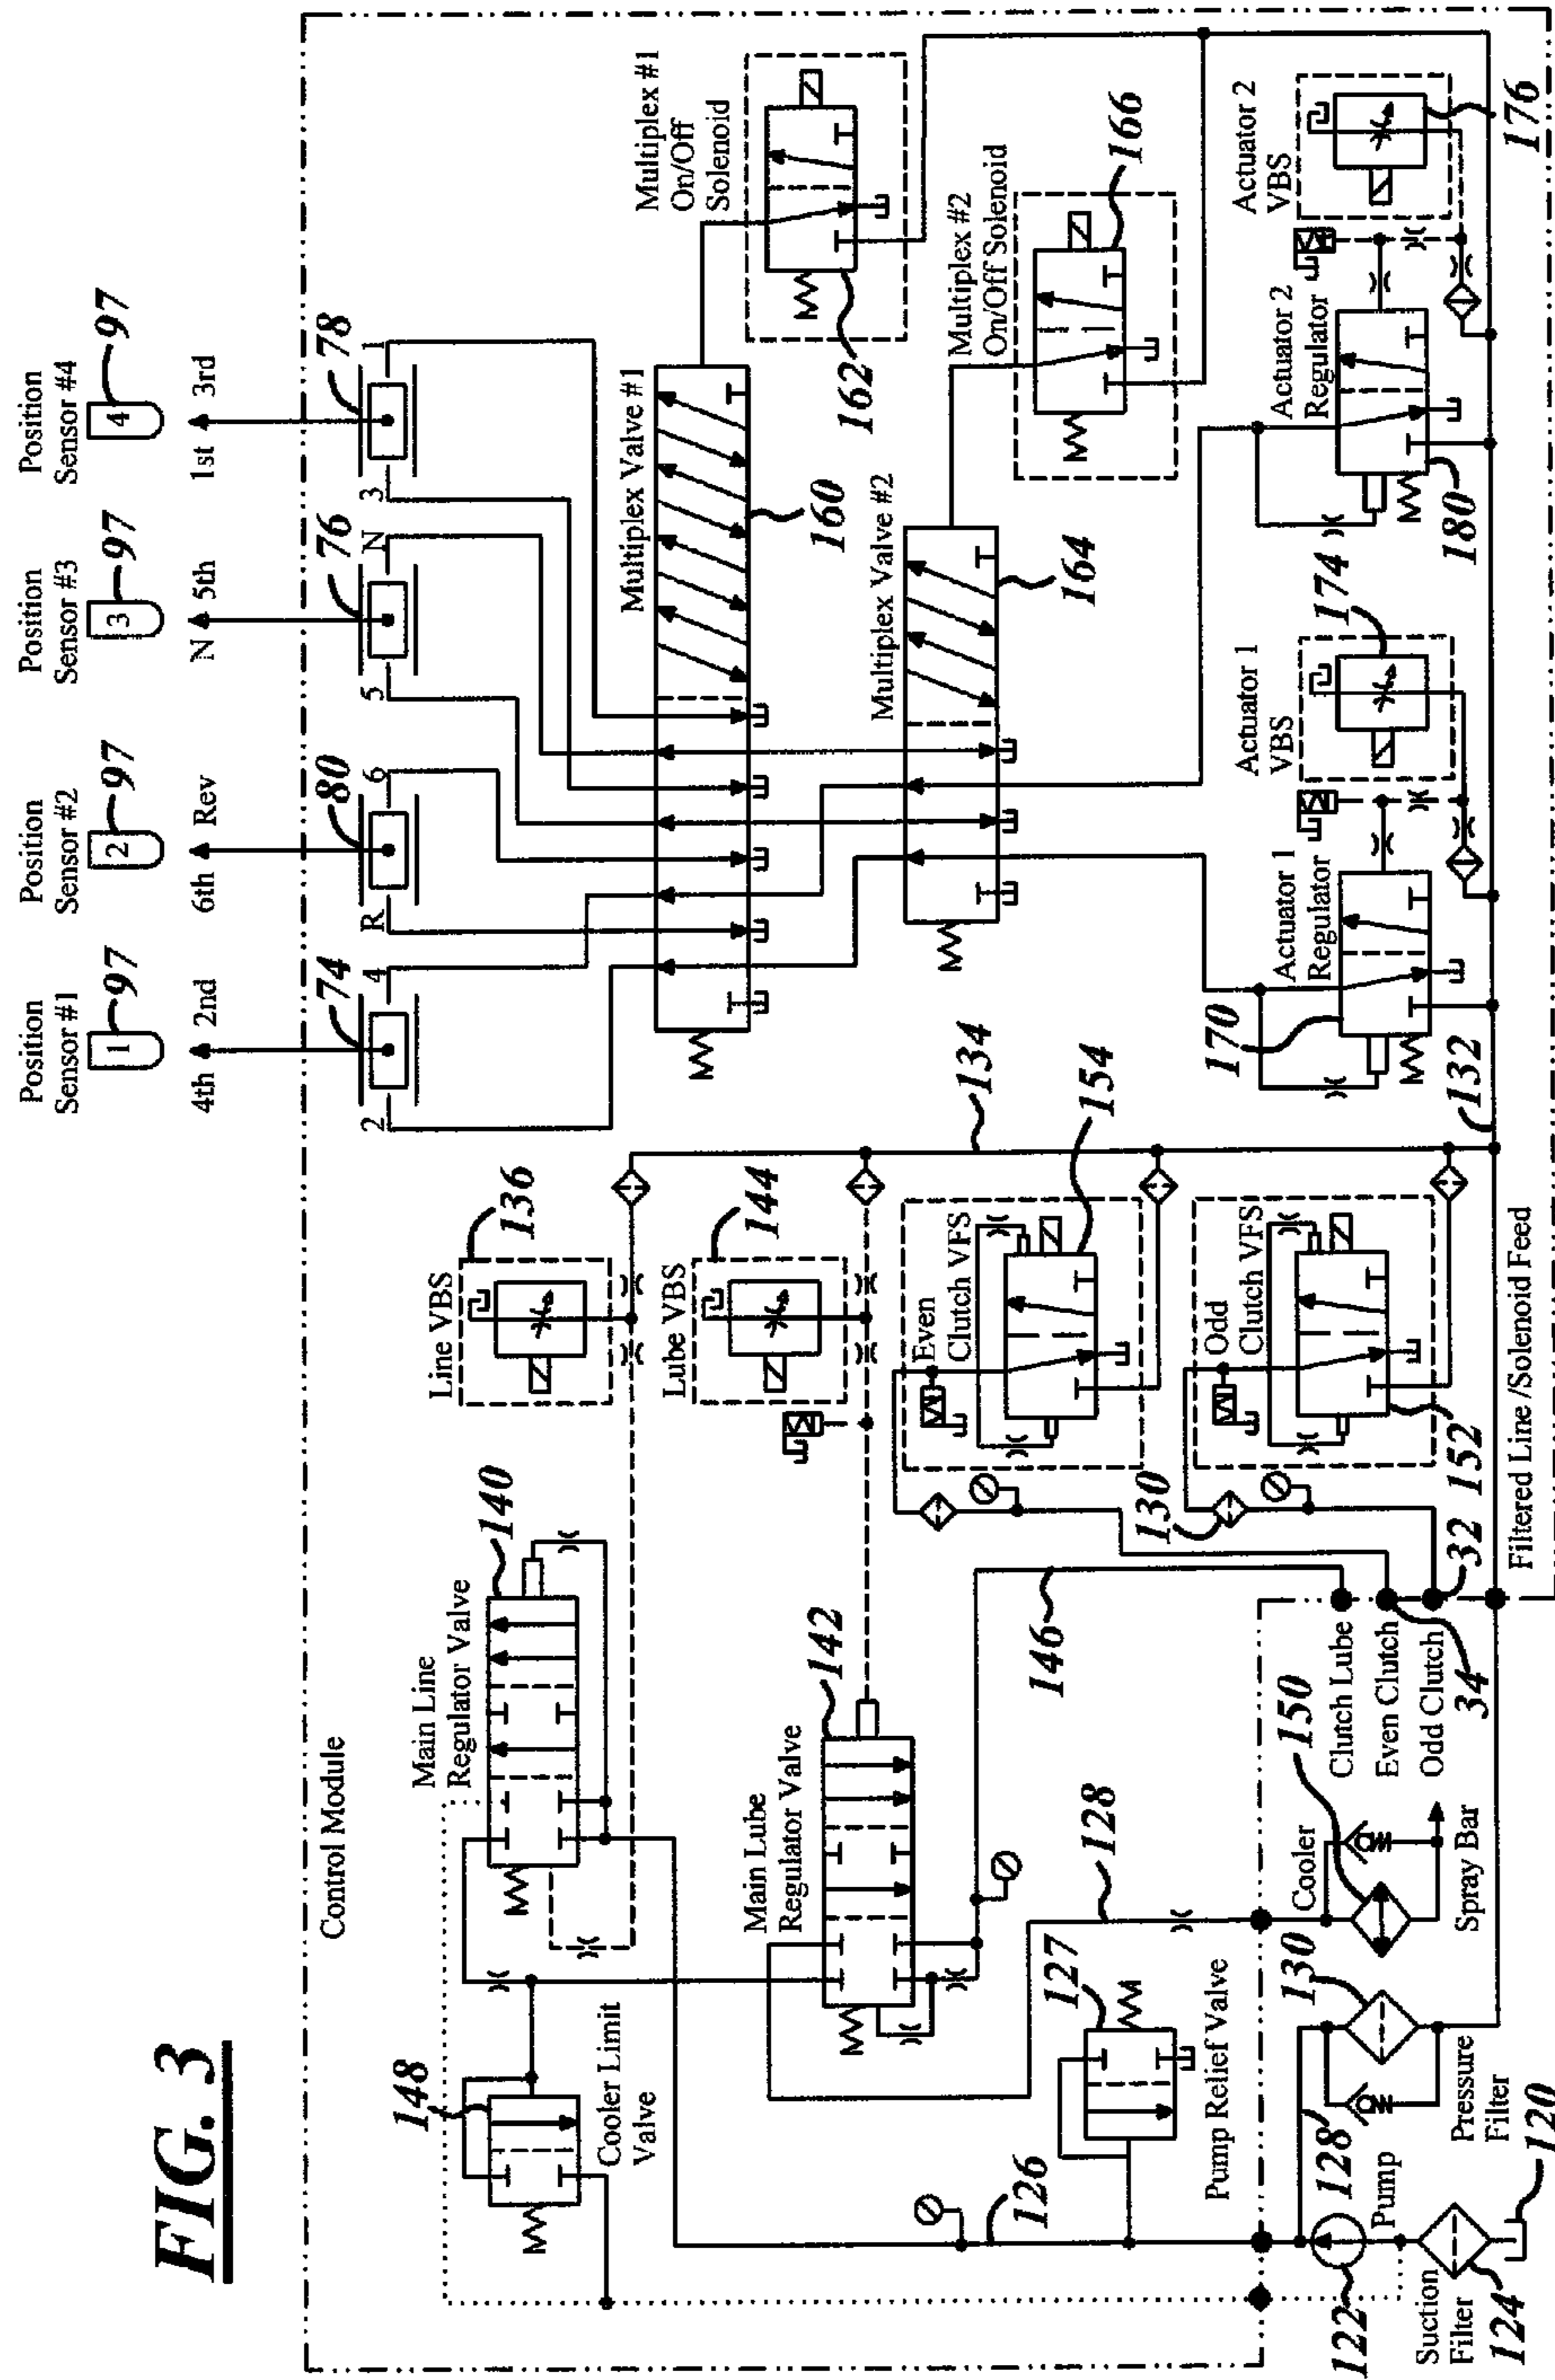 FIG. 3
Position
Sensor #1
1
97
Position
Sensor #2
2
97
Position
Sensor #3
3
97
Position
Sensor #4
4
97
4th 2nd
6th Rev
N 5th
1st 3rd
74
80
76
78
2 4
R 6
5 N
3 1
Control Module
Main Line
Regulator Valve
140
Line VBS
136
148
Cooler Limit
Valve
Main Lube
Regulator Valve
142
Lube VBS
144
134
Multiplex Valve #1
160
Multiplex #1
On/Off
Solenoid
162
Multiplex Valve #2
164
Multiplex #2
On/Off Solenoid
166
Even
Clutch VFS
154
Odd
Clutch VFS
152
130
146
128
127
Pump Relief Valve
126
170
Actuator 1
Regulator
Actuator 1
VBS
174
Actuator 2
Regulator
180
Actuator 2
VBS
176
132
Filtered Line /Solenoid Feed
32
34
Clutch Lube
Even Clutch
Odd Clutch
150
Cooler
Spray Bar
130
Pressure
Filter
128
Pump
122
Suction
Filter
124
120